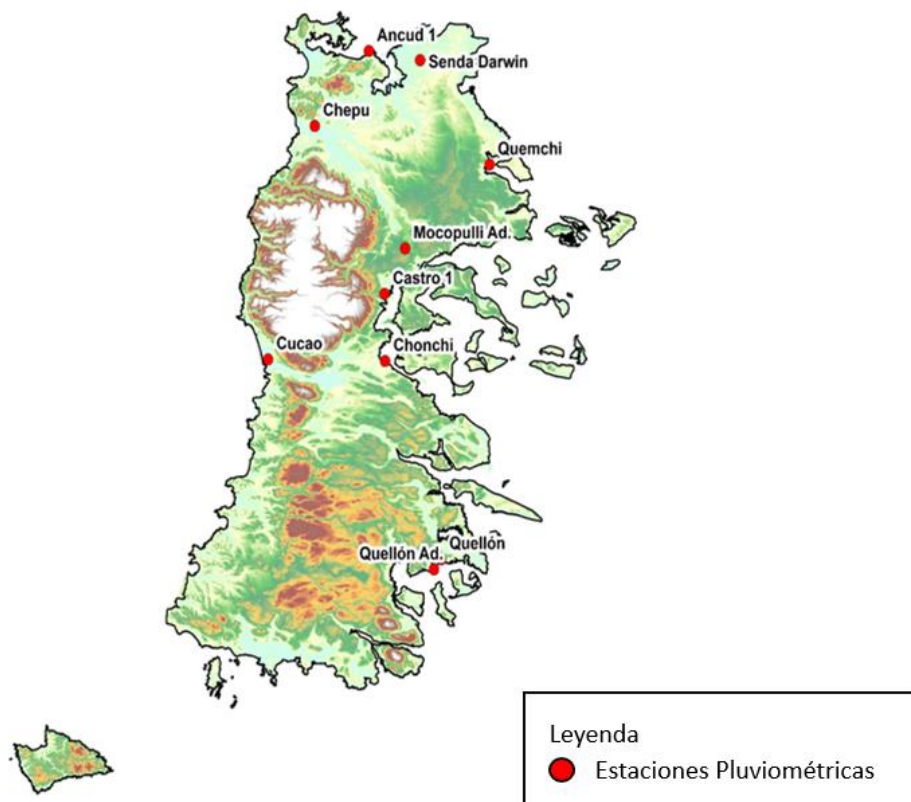 Ancud 1
Senda Darwin
Chepu
Quemchi
Mocopulli Ad.
Castro 1
Cucao
Chonchi
Quellón
Quellón Ad.
Leyenda
Estaciones Pluviométricas